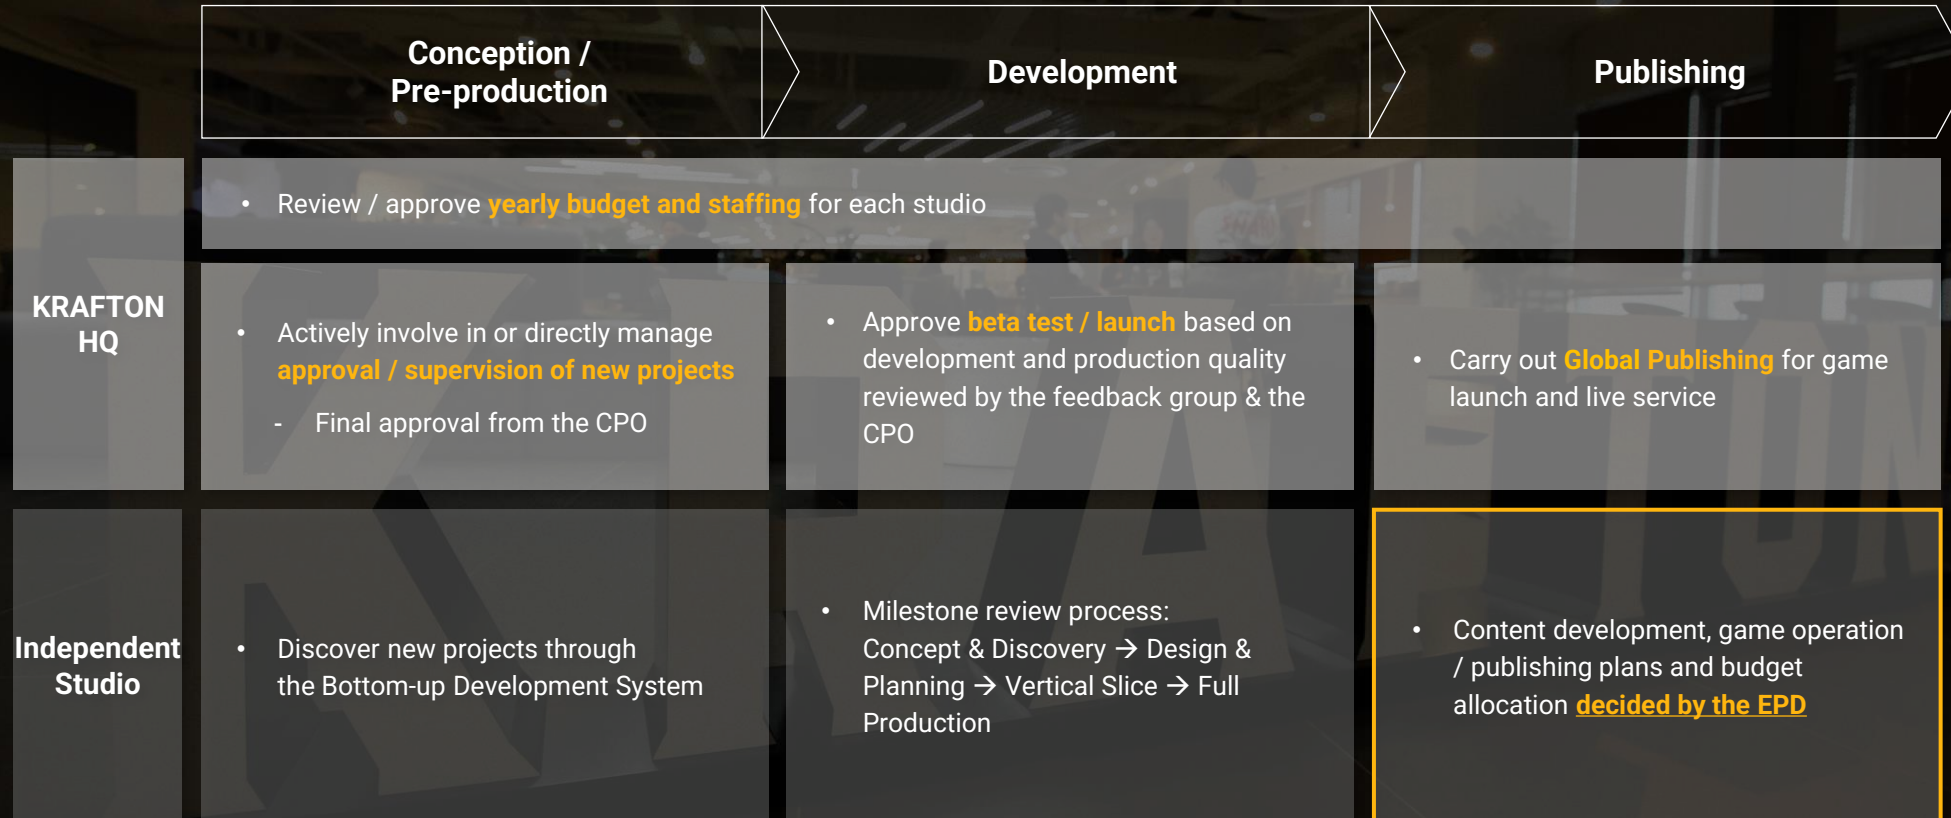 Conception /
Pre-production
Development
Publishing
KRAFTON
HQ
• Review / approve yearly budget and staffing for each studio
• Actively involve in or directly manage
approval / supervision of new projects
- Final approval from the CPO
• Approve beta test / launch based on
development and production quality
reviewed by the feedback group & the
CPO
• Carry out Global Publishing for game
launch and live service
Independent
Studio
• Discover new projects through
the Bottom-up Development System
• Milestone review process:
Concept & Discovery → Design &
Planning → Vertical Slice → Full
Production
• Content development, game operation
/ publishing plans and budget
allocation decided by the EPD
KRAFTON